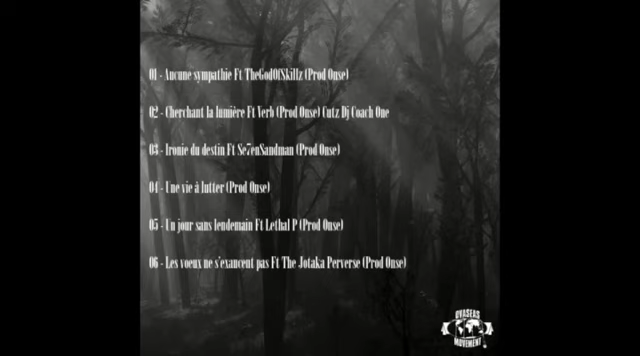 01 - Aucune sympathie Ft TheGodOfSkillz (Prod Onse)
02 - Cherchant la lumière Ft Verb (Prod Onse) Cutz Dj Coach One
03 - Ironie du destin Ft Se7enSandman (Prod Onse)
04 - Une vie à lutter (Prod Onse)
05 - Un jour sans lendemain Ft Lethal P (Prod Onse)
06 - Les voeux ne s'exaucent pas Ft The Jotaka Perverse (Prod Onse)
OVASEAS
MOVEMENT